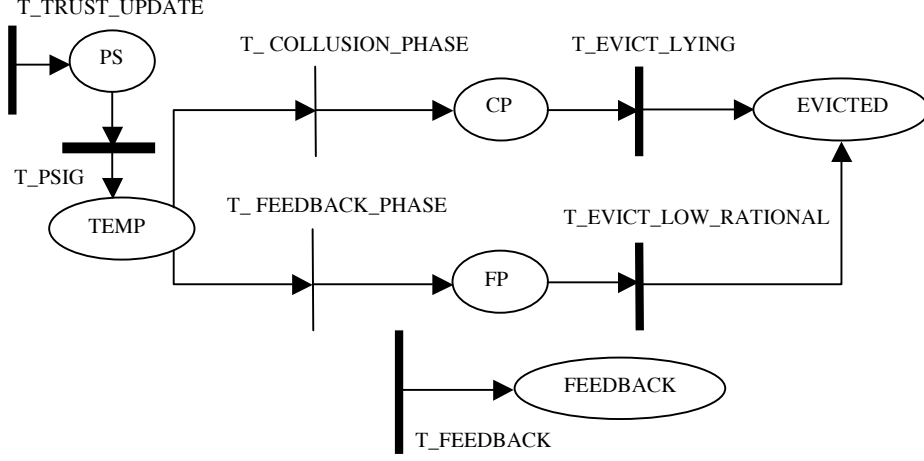 T_TRUST_UPDATE
PS
T_ COLLUSION_PHASE
T_EVICT_LYING
CP
EVICTED
T_PSIG
TEMP
T_ FEEDBACK_PHASE
T_EVICT_LOW_RATIONAL
FP
FEEDBACK
T_FEEDBACK